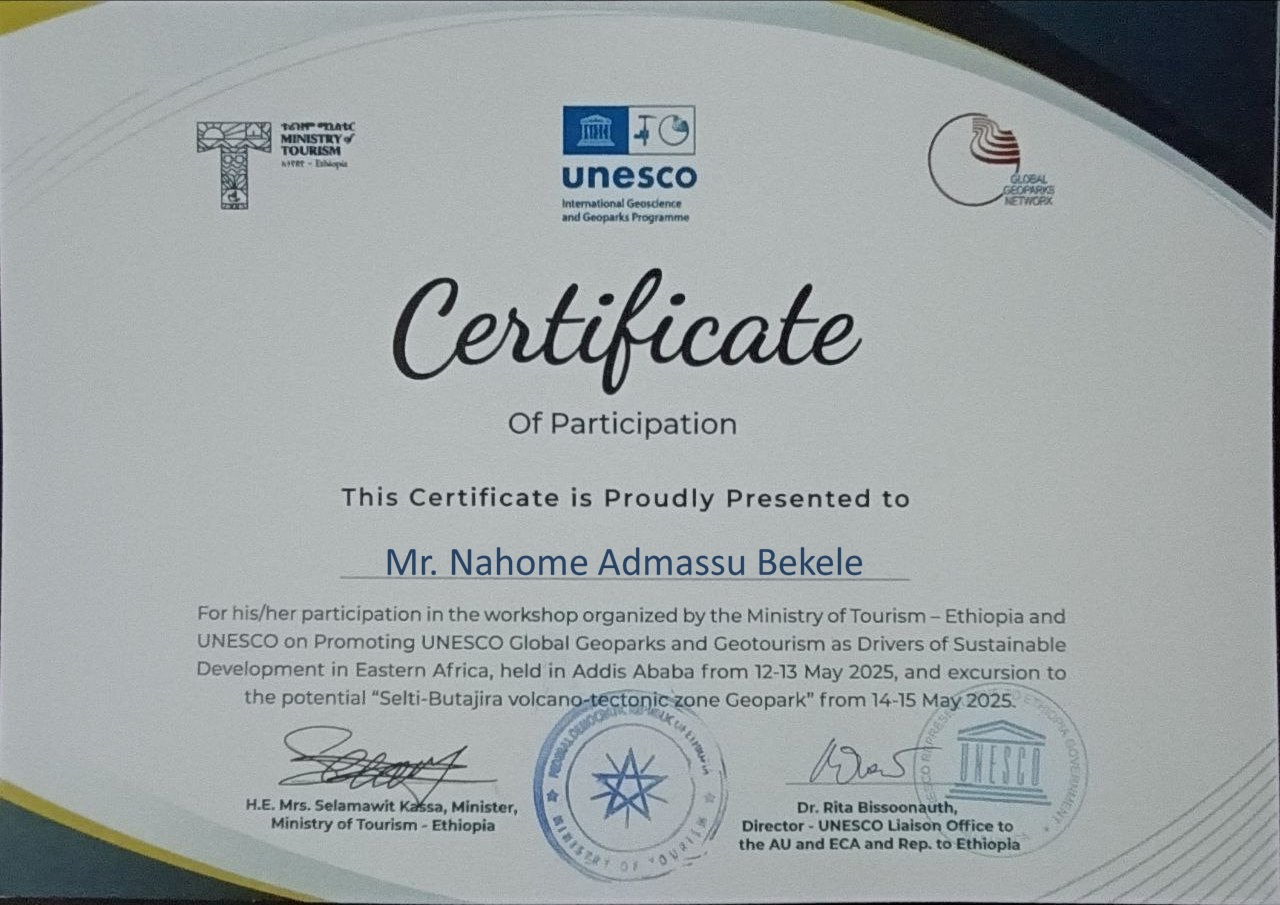 MINISTRY of
TOURISM
Ethiopia
unesco
International Geoscience
and Geoparks Programme
GLOBAL
GEOPARKS
NETWORK
Certificate
Of Participation
This Certificate is Proudly Presented to
Mr. Nahome Admassu Bekele
For his/her participation in the workshop organized by the Ministry of Tourism – Ethiopia and
UNESCO on Promoting UNESCO Global Geoparks and Geotourism as Drivers of Sustainable
Development in Eastern Africa, held in Addis Ababa from 12-13 May 2025, and excursion to
the potential “Selti-Butajira volcano-tectonic zone Geopark” from 14-15 May 2025.
H.E. Mrs. Selamawit Kassa, Minister,
Ministry of Tourism - Ethiopia
MINISTRY OF TOURISM
Dr. Rita Bissoonauth,
Director - UNESCO Liaison Office to
the AU and ECA and Rep. to Ethiopia
UNESCO